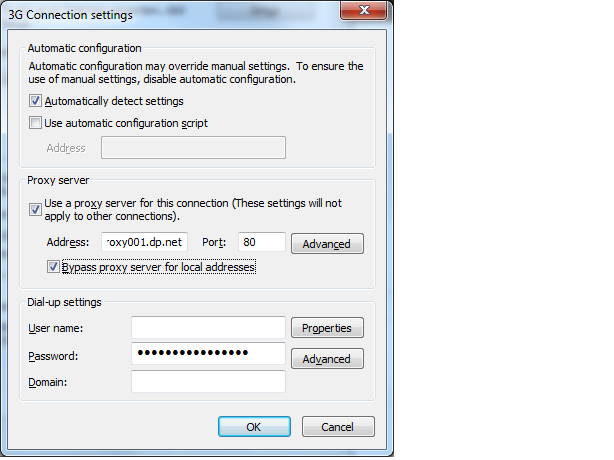 3G Connection settings
Automatic configuration
Automatic configuration may override manual settings. To ensure the
use of manual settings, disable automatic configuration.
Automatically detect settings
Use automatic configuration script
Address
Proxy server
Use a proxy server for this connection (These settings will not
apply to other connections).
Address: roxy001.dp.net Port: 80 Advanced
Bypass proxy server for local addresses
Dial-up settings
User name: Properties
Password: •••••••••••••••• Advanced
Domain:
OK Cancel